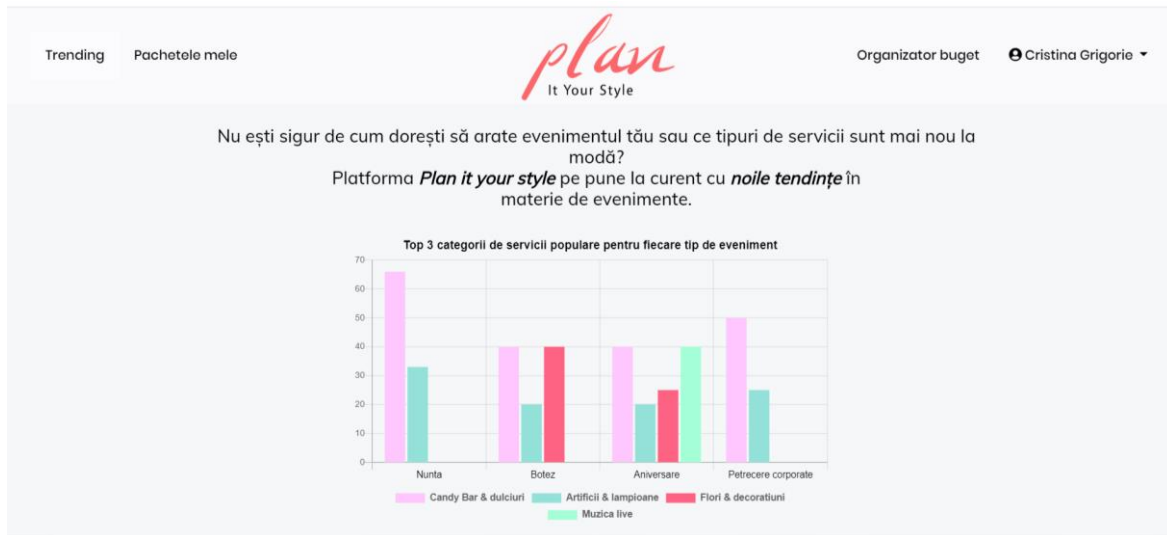 Trending
Pachetele mele
plan
It Your Style
Organizator buget
Cristina Grigorie
Nu ești sigur de cum dorești să arate evenimentul tău sau ce tipuri de servicii sunt mai nou la
modă?
Platforma Plan it your style pe pune la curent cu noile tendințe în
materie de evenimente.
Top 3 categorii de servicii populare pentru fiecare tip de eveniment
70
60
50
40
30
20
10
0
Nunta
Botez
Aniversare
Petrecere corporate
Candy Bar & dulciuri
Artificii & lampioane
Flori & decoratiuni
Muzica live